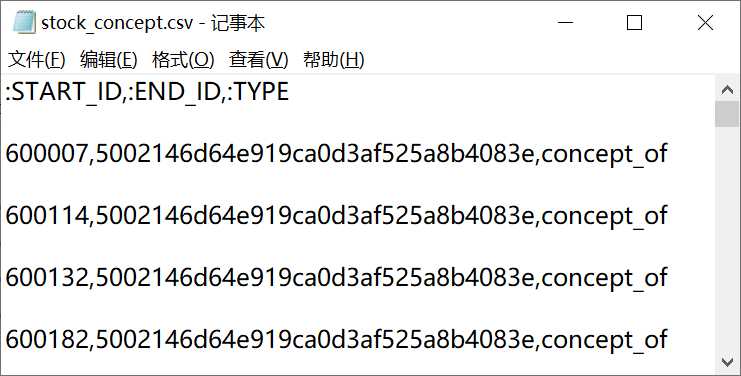 stock_concept.csv - 记事本
文件(F) 编辑(E) 格式(O) 查看(V) 帮助(H)
:START_ID,:END_ID,:TYPE
600007,5002146d64e919ca0d3af525a8b4083e,concept_of
600114,5002146d64e919ca0d3af525a8b4083e,concept_of
600132,5002146d64e919ca0d3af525a8b4083e,concept_of
600182,5002146d64e919ca0d3af525a8b4083e,concept_of